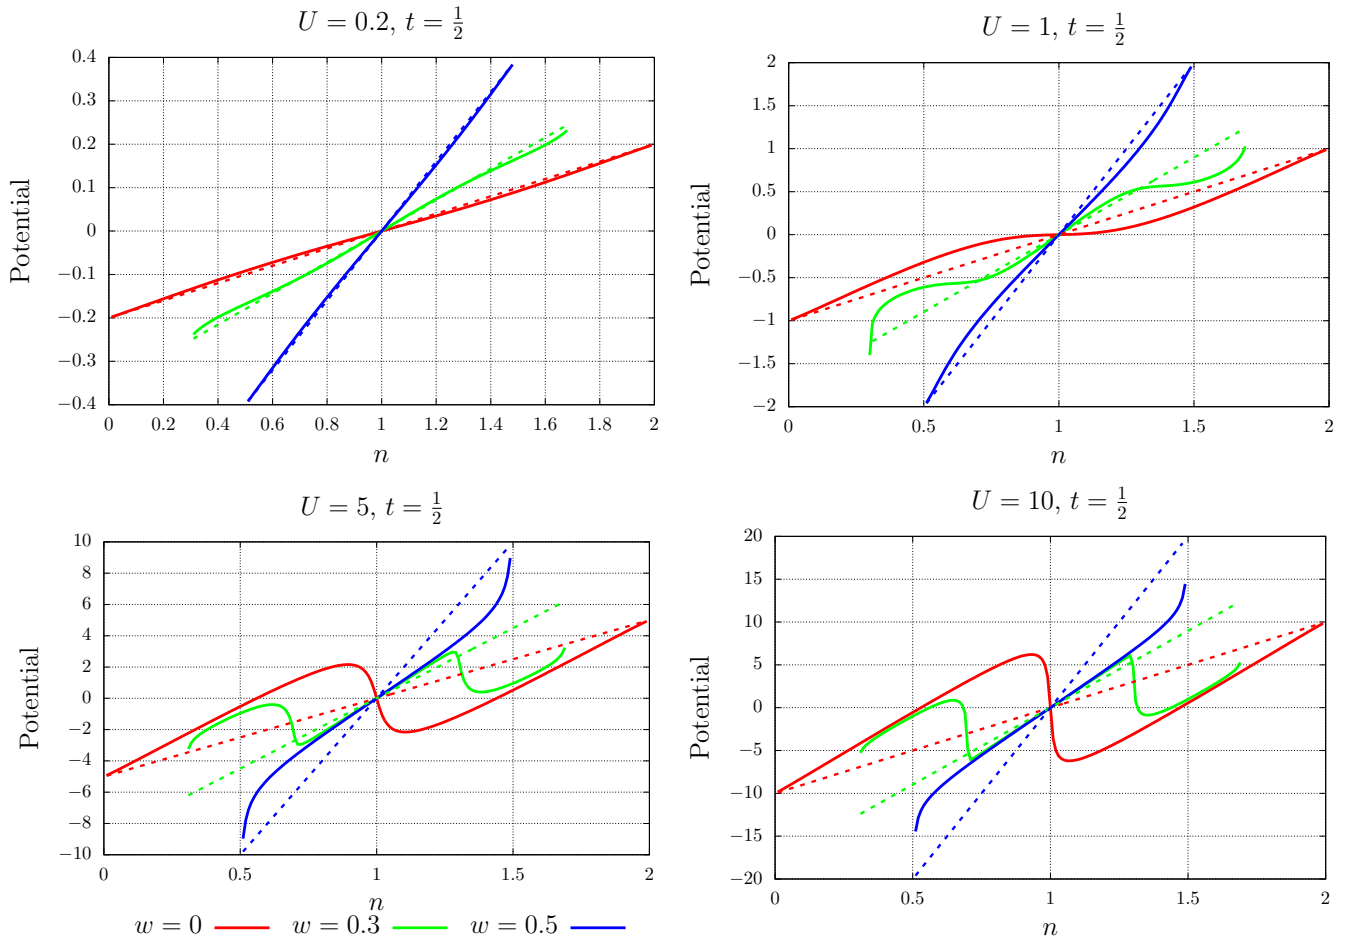 U = 0.2, t = 1/2
Potential
0.4
0.3
0.2
0.1
0
−0.1
−0.2
−0.3
−0.4
0 0.2 0.4 0.6 0.8 1 1.2 1.4 1.6 1.8 2
n
U = 1, t = 1/2
Potential
2
1.5
1
0.5
0
−0.5
−1
−1.5
−2
0 0.5 1 1.5 2
n
U = 5, t = 1/2
Potential
10
8
6
4
2
0
−2
−4
−6
−8
−10
0 0.5 1 1.5 2
n
U = 10, t = 1/2
Potential
20
15
10
5
0
−5
−10
−15
−20
0 0.5 1 1.5 2
n
w = 0 w = 0.3 w = 0.5